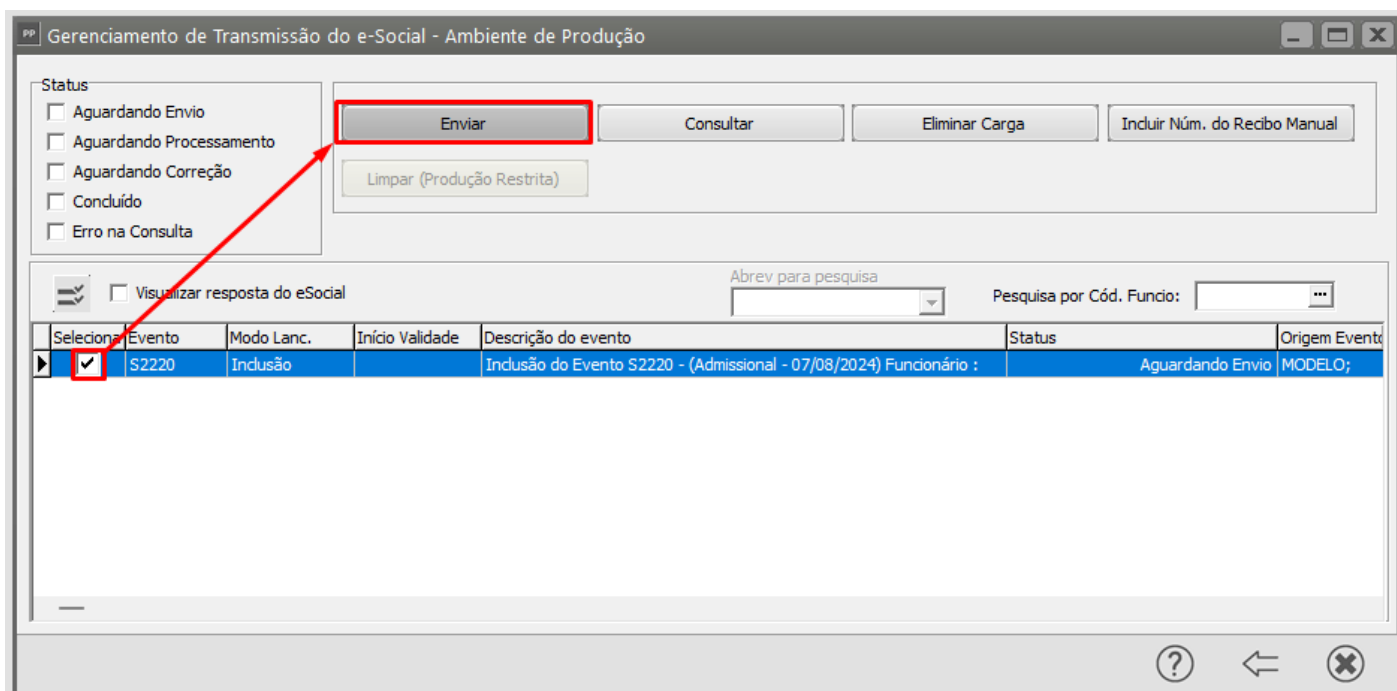 PP Gerenciamento de Transmissão do e-Social - Ambiente de Produção
Status
Aguardando Envio
Aguardando Processamento
Aguardando Correção
Concluído
Erro na Consulta
Enviar
Consultar
Eliminar Carga
Incluir Núm. do Recibo Manual
Limpar (Produção Restrita)
Visualizar resposta do eSocial
Abrev para pesquisa
Pesquisa por Cód. Funcio:
...
Seleciona Evento Modo Lanc. Início Validade Descrição do evento Status Origem Evento
S2220 Inclusão Inclusão do Evento S2220 - (Admissional - 07/08/2024) Funcionário : Aguardando Envio MODELO;
?